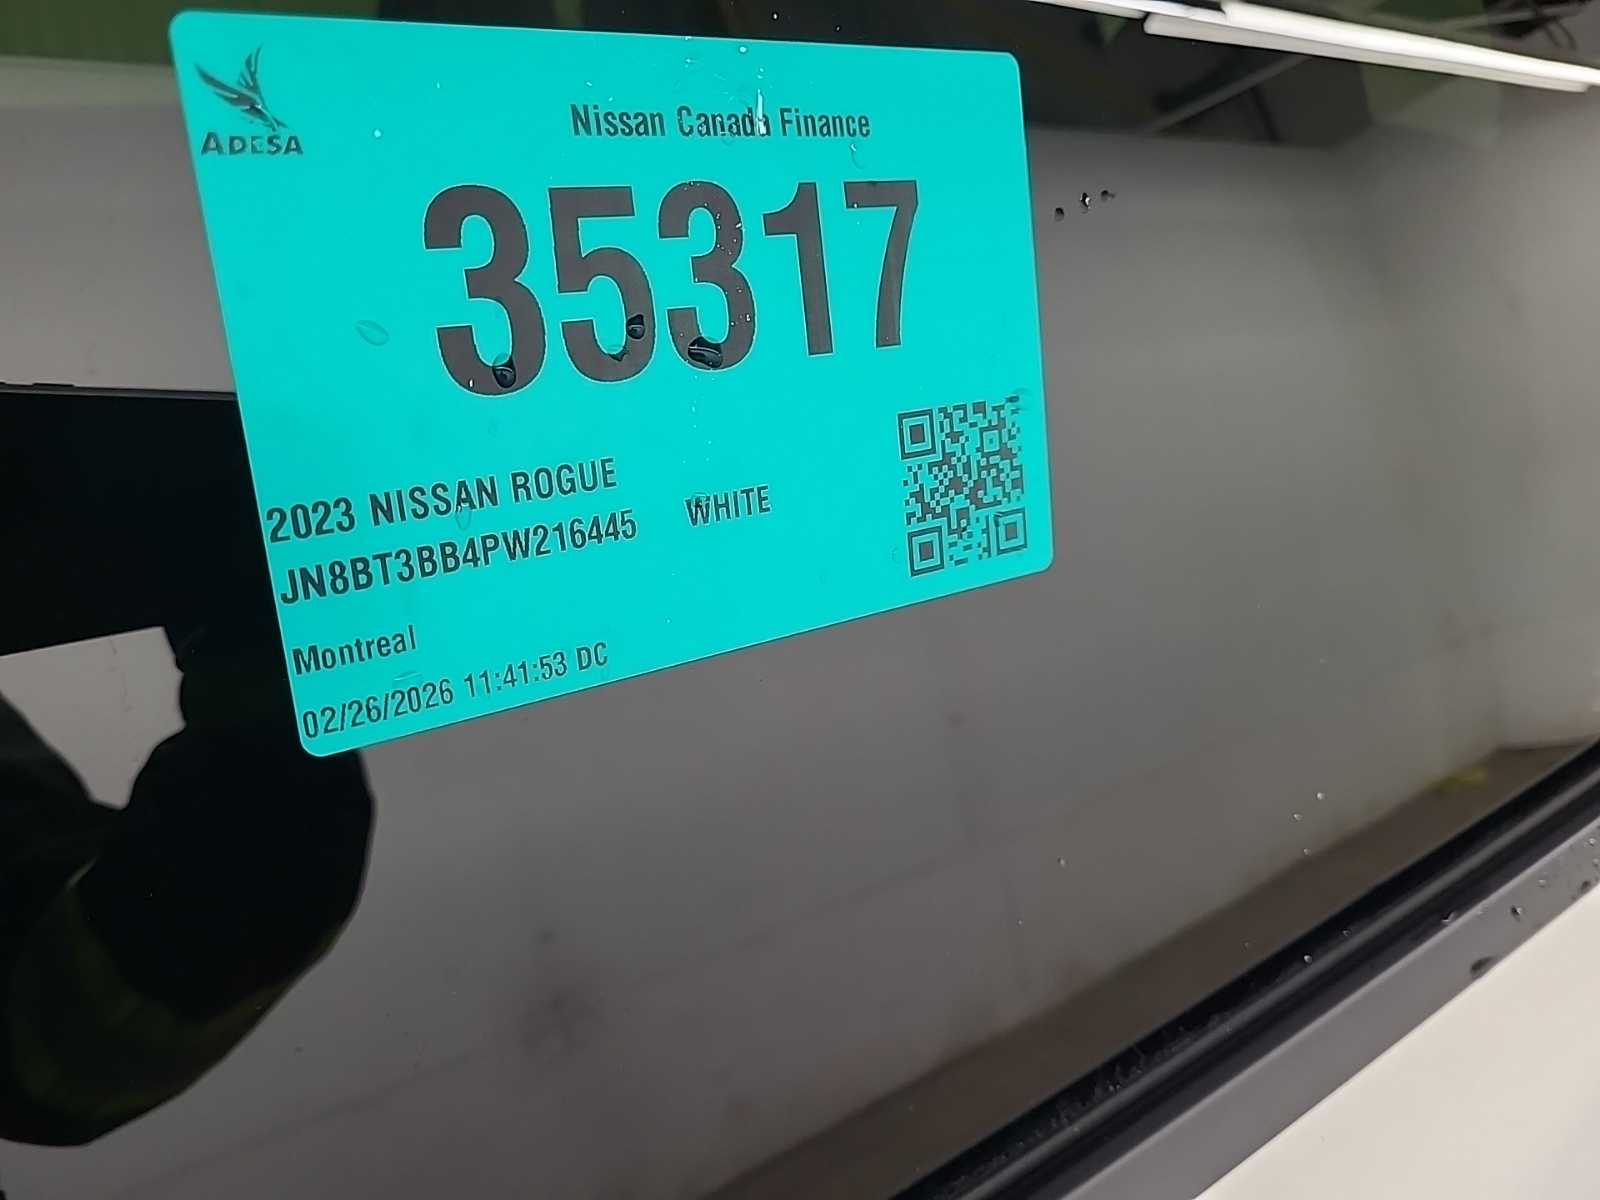 ADESA
Nissan Canada Finance
35317
2023 NISSAN ROGUE
JN8BT3BB4PW216445 WHITE
Montreal
02/26/2026 11:41:53 DC